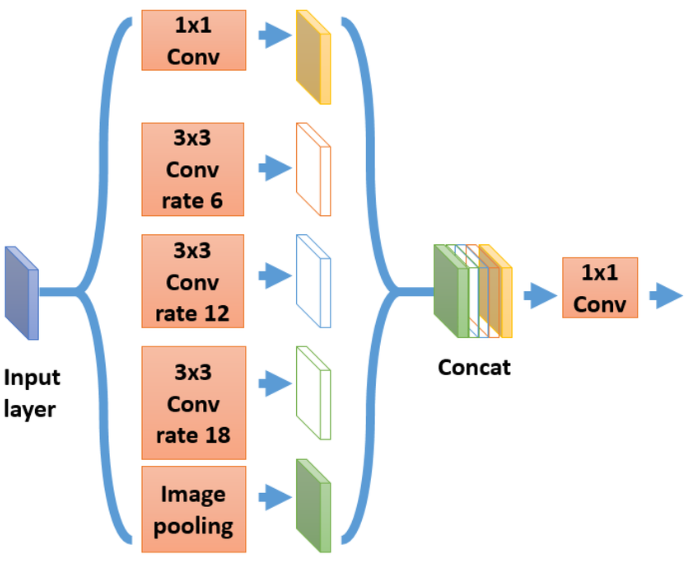 1x1
Conv
3x3
Conv
rate 6
3x3
Conv
rate 12
3x3
Conv
rate 18
Image
pooling
Input
layer
Concat
1x1
Conv